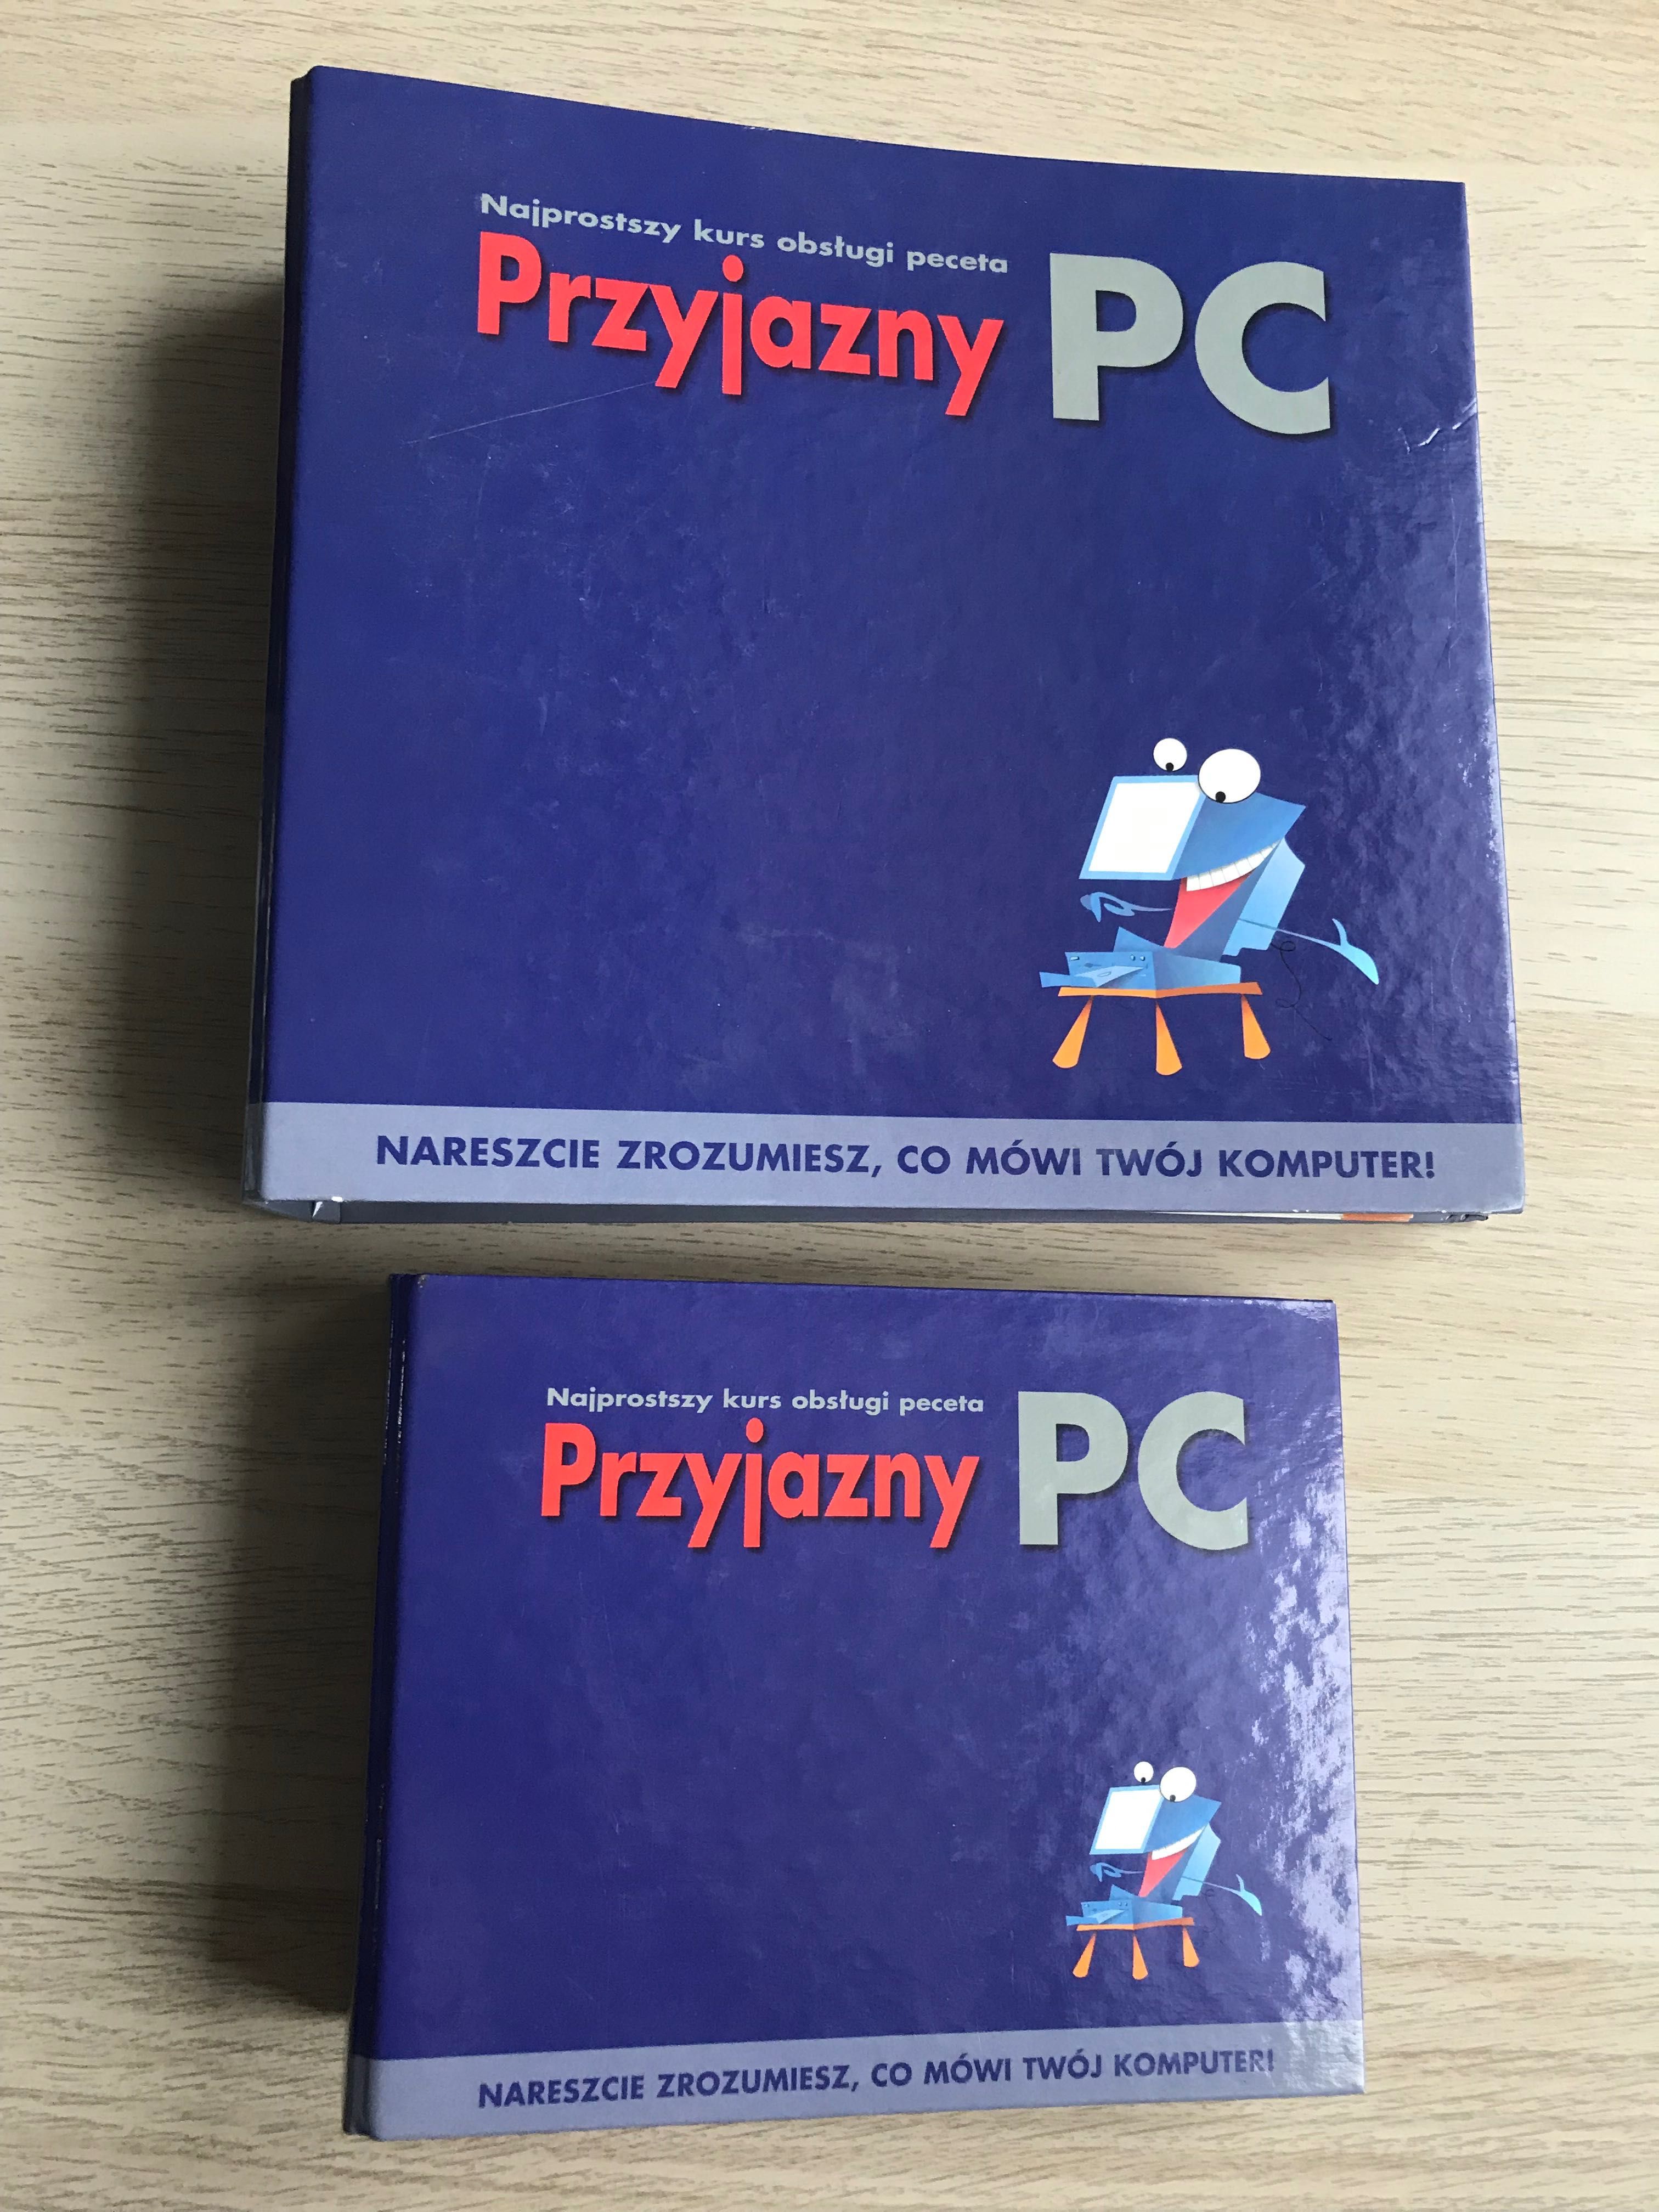 Najprostszy kurs obsługi peceta
Przyjazny PC
NARESZCIE ZROZUMIESZ, CO MÓWI TWÓJ KOMPUTER!
Najprostszy kurs obsługi peceta
Przyjazny PC
NARESZCIE ZROZUMIESZ, CO MÓWI TWÓJ KOMPUTER!